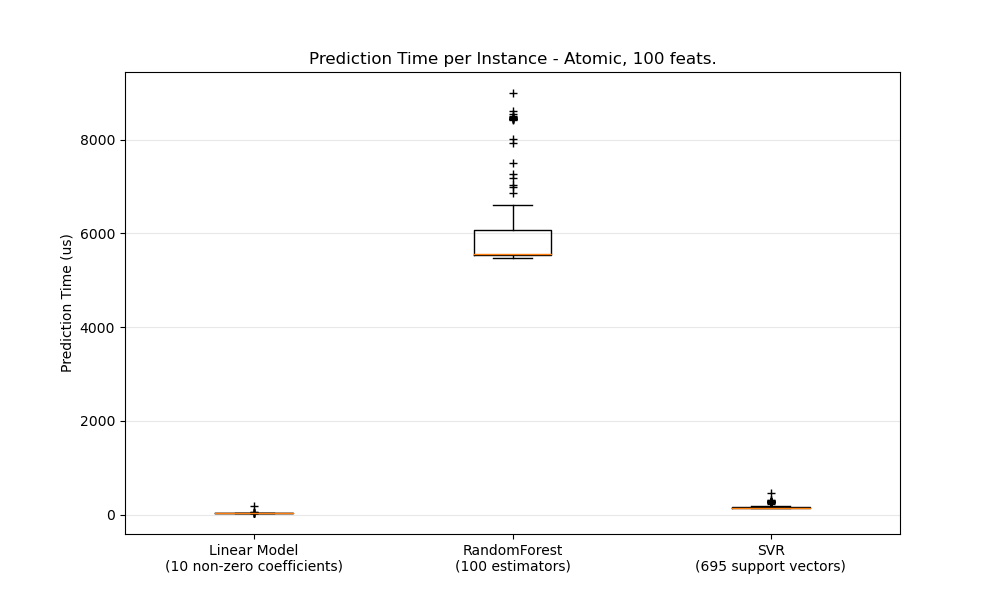 Prediction Time per Instance - Atomic, 100 feats.
Prediction Time (us)
8000
6000
4000
2000
0
Linear Model
(10 non-zero coefficients)
RandomForest
(100 estimators)
SVR
(695 support vectors)